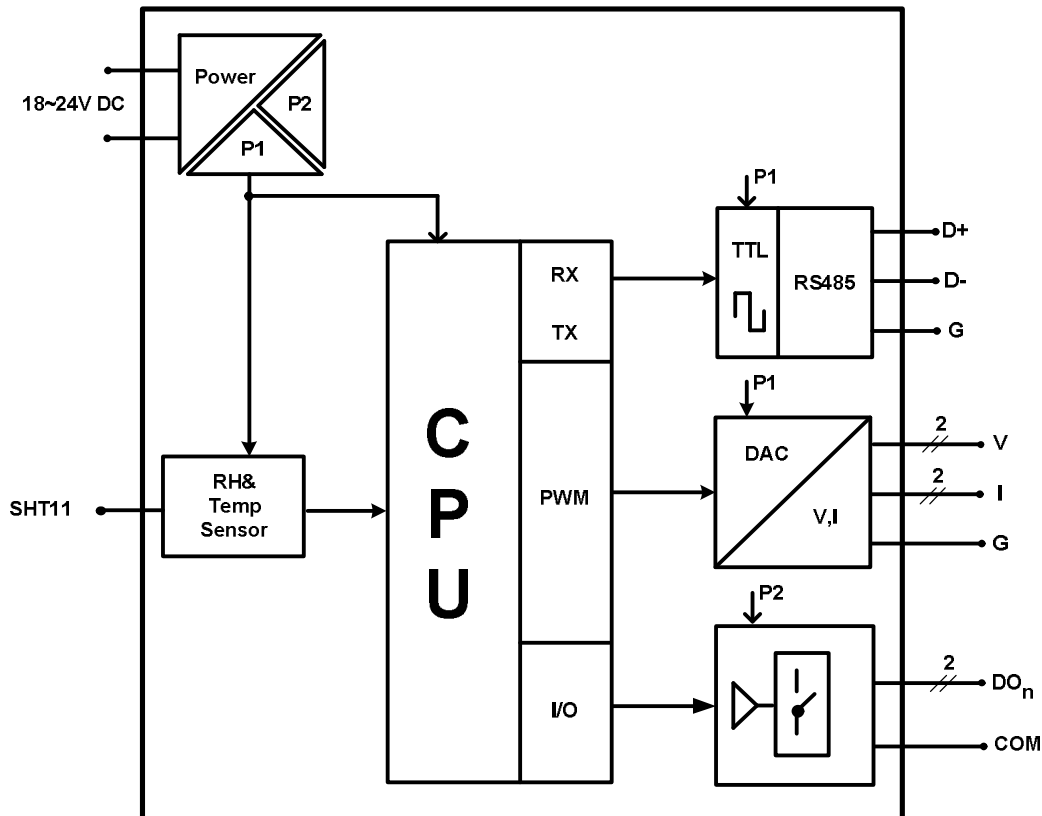 Power
18~24V DC
P2
P1
P1
TTL
RS485
D+
D-
G
RX
TX
P1
CPU
DAC
V,I
2
V
2
I
G
SHT11
RH&
Temp
Sensor
PWM
P2
I/O
2
DOn
COM